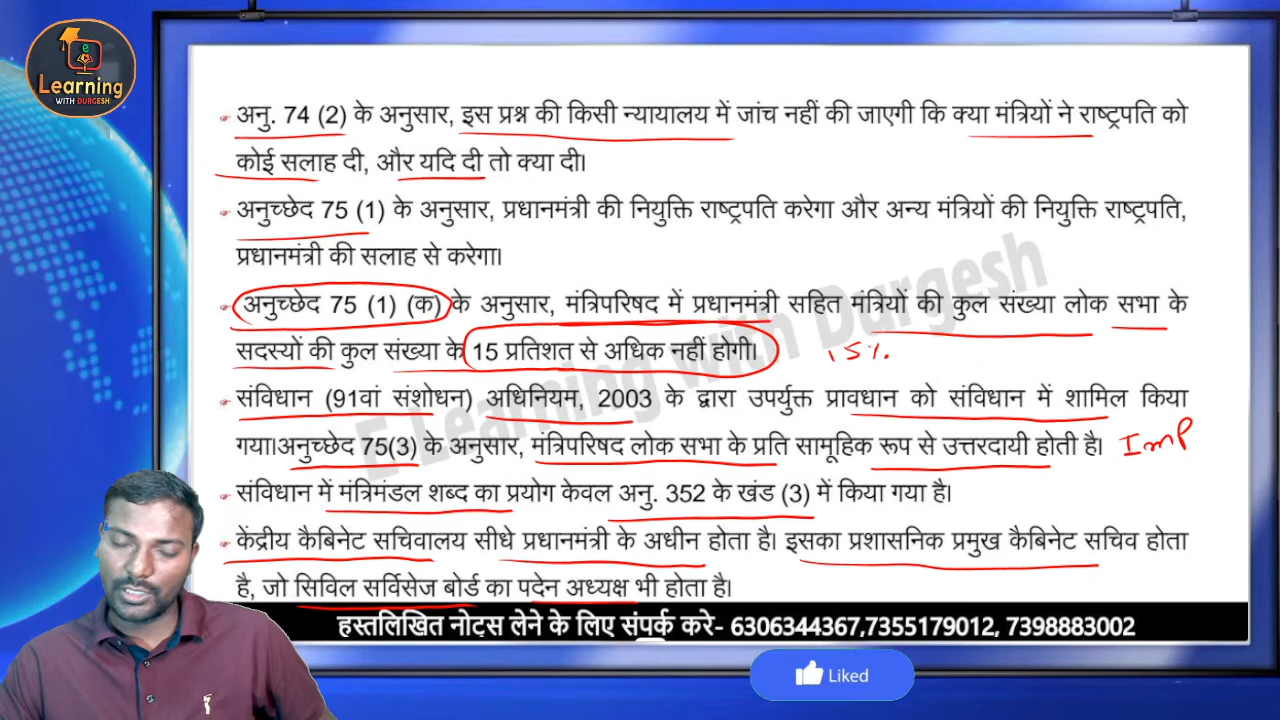 e
Learning
WITH DURGESH
अनु. 74 (2) के अनुसार, इस प्रश्न की किसी न्यायालय में जांच नहीं की जाएगी कि क्या मंत्रियों ने राष्ट्रपति को
कोई सलाह दी, और यदि दी तो क्या दी।
अनुच्छेद 75 (1) के अनुसार, प्रधानमंत्री की नियुक्ति राष्ट्रपति करेगा और अन्य मंत्रियों की नियुक्ति राष्ट्रपति,
प्रधानमंत्री की सलाह से करेगा।
अनुच्छेद 75 (1) (क) के अनुसार, मंत्रिपरिषद में प्रधानमंत्री सहित मंत्रियों की कुल संख्या लोक सभा के
सदस्यों की कुल संख्या के 15 प्रतिशत से अधिक नहीं होगी। 15%.
संविधान (91वां संशोधन) अधिनियम, 2003 के द्वारा उपर्युक्त प्रावधान को संविधान में शामिल किया
गया।अनुच्छेद 75(3) के अनुसार, मंत्रिपरिषद लोक सभा के प्रति सामूहिक रूप से उत्तरदायी होती है। Imp
संविधान में मंत्रिमंडल शब्द का प्रयोग केवल अनु. 352 के खंड (3) में किया गया है।
केंद्रीय कैबिनेट सचिवालय सीधे प्रधानमंत्री के अधीन होता है। इसका प्रशासनिक प्रमुख कैबिनेट सचिव होता
है, जो सिविल सर्विसेज बोर्ड का पदेन अध्यक्ष भी होता है।
E Learning with Durgesh
हस्तलिखित नोट्स लेने के लिए संपर्क करे- 6306344367,7355179012, 7398883002
Liked